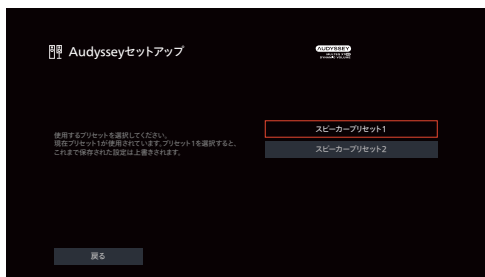 Audysseyセットアップ
AUDYSSEY
DYNAMIC VOLUME
使用するプリセットを選択してください。
現在プリセット1が使用されています。プリセット1を選択すると、
これまで保存された設定は上書きされます。
スピーカープリセット1
スピーカープリセット2
戻る